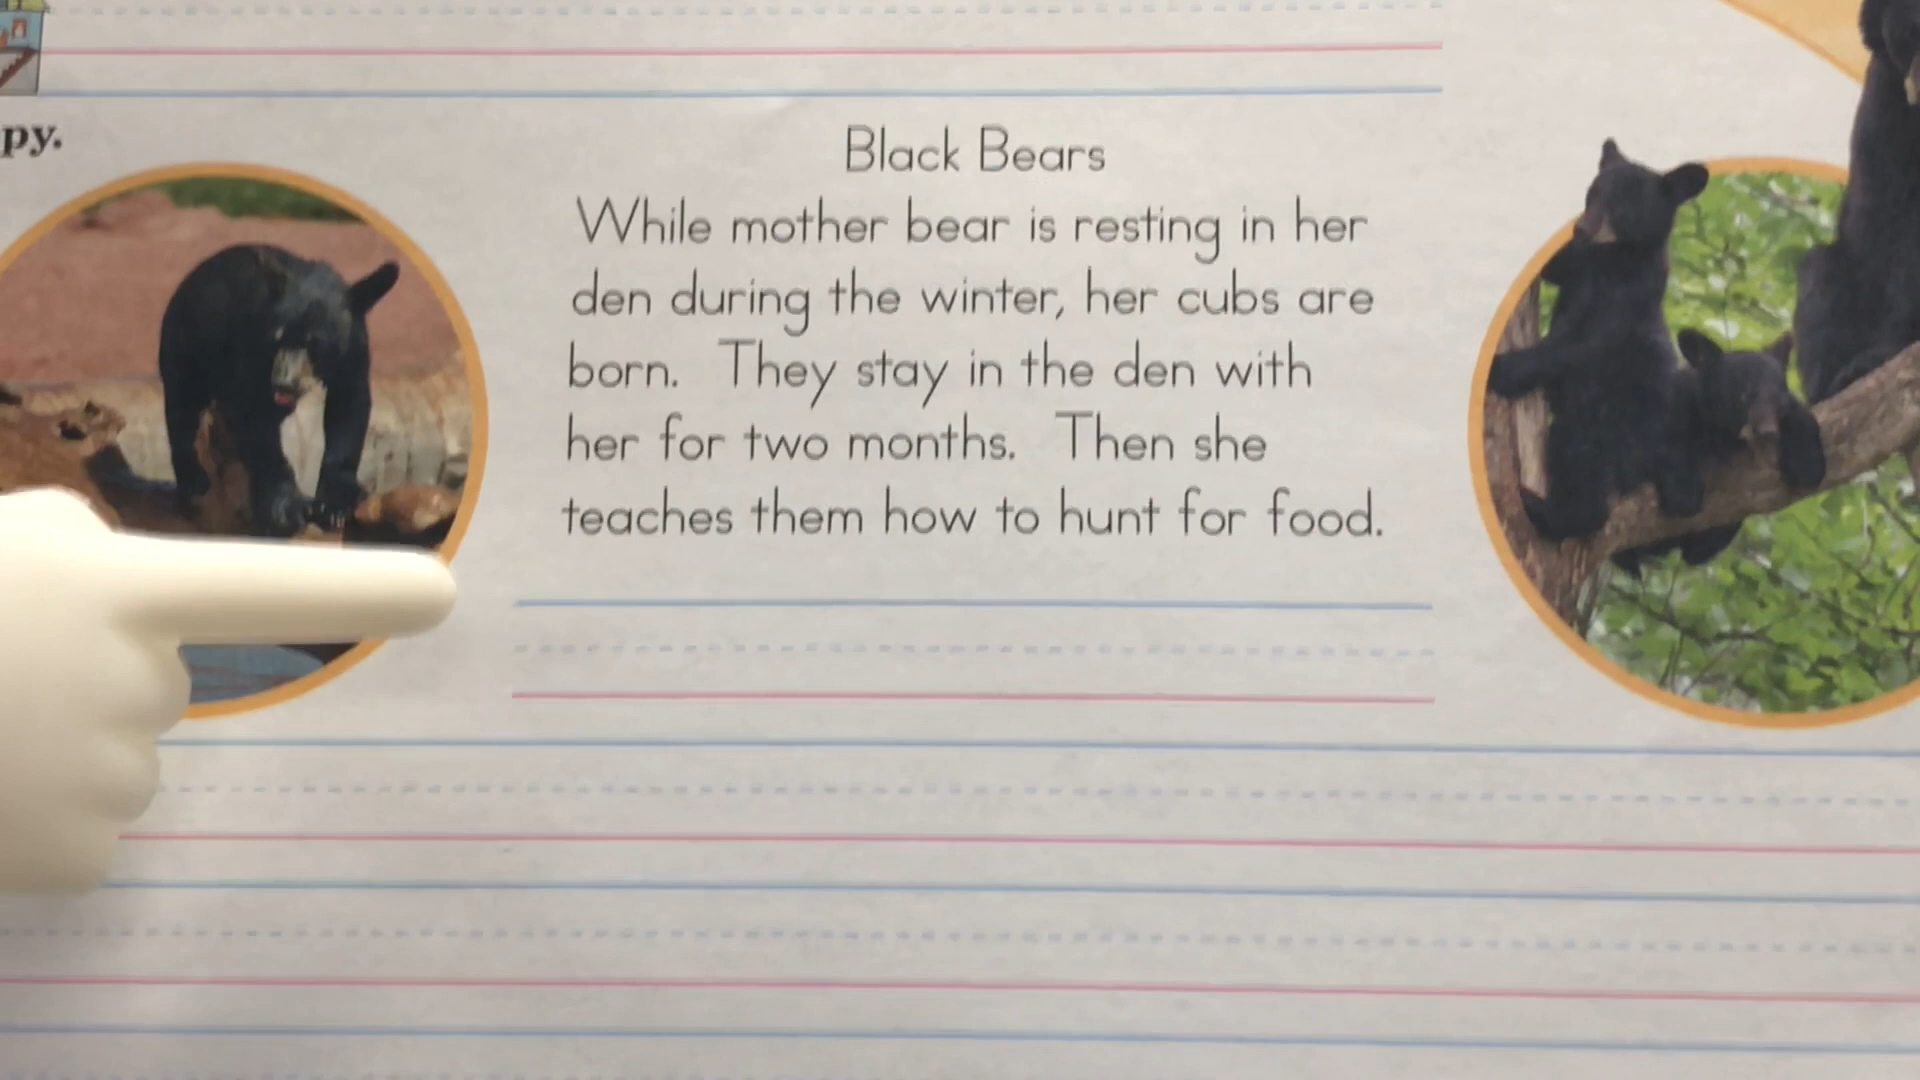 py.
Black Bears
While mother bear is resting in her
den during the winter, her cubs are
born. They stay in the den with
her for two months. Then she
teaches them how to hunt for food.